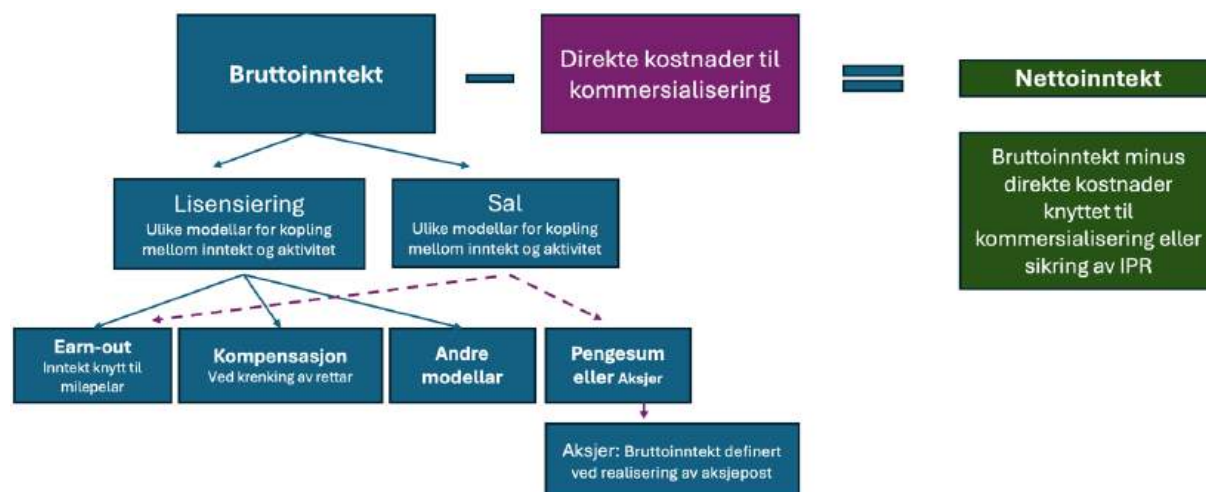 Bruttoinntekt
Direkte kostnader til
kommersialisering
Nettoinntekt
Bruttoinntekt minus
direkte kostnader
knyttet til
kommersialisering eller
sikring av IPR
Lisensiering
Ulike modellar for kopling
mellom inntekt og aktivitet
Sal
Ulike modellar for kopling
mellom inntekt og aktivitet
Earn-out
Inntekt knytt til
milepelar
Kompensasjon
Ved krenking av rettar
Andre
modellar
Pengesum
eller Aksjer
Aksjer: Bruttoinntekt definert
ved realisering av aksjepost